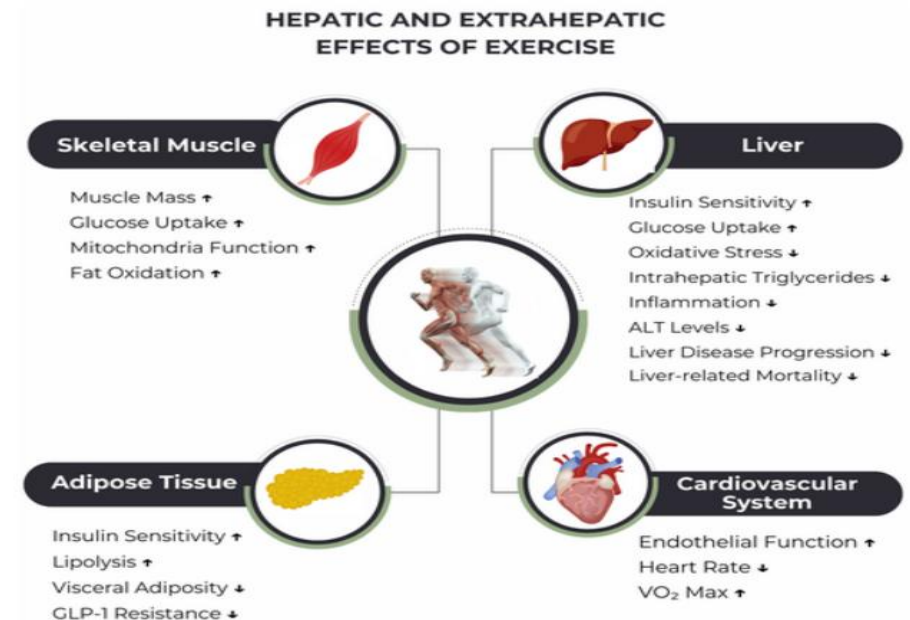 HEPATIC AND EXTRAHEPATIC
EFFECTS OF EXERCISE
Skeletal Muscle
Muscle Mass ↑
Glucose Uptake ↑
Mitochondria Function ↑
Fat Oxidation ↑
Liver
Insulin Sensitivity ↑
Glucose Uptake ↑
Oxidative Stress ↓
Intrahepatic Triglycerides ↓
Inflammation ↓
ALT Levels ↓
Liver Disease Progression ↓
Liver-related Mortality ↓
Adipose Tissue
Insulin Sensitivity ↑
Lipolysis ↑
Visceral Adiposity ↓
GLP-1 Resistance ↓
Cardiovascular
System
Endothelial Function ↑
Heart Rate ↓
VO₂ Max ↑